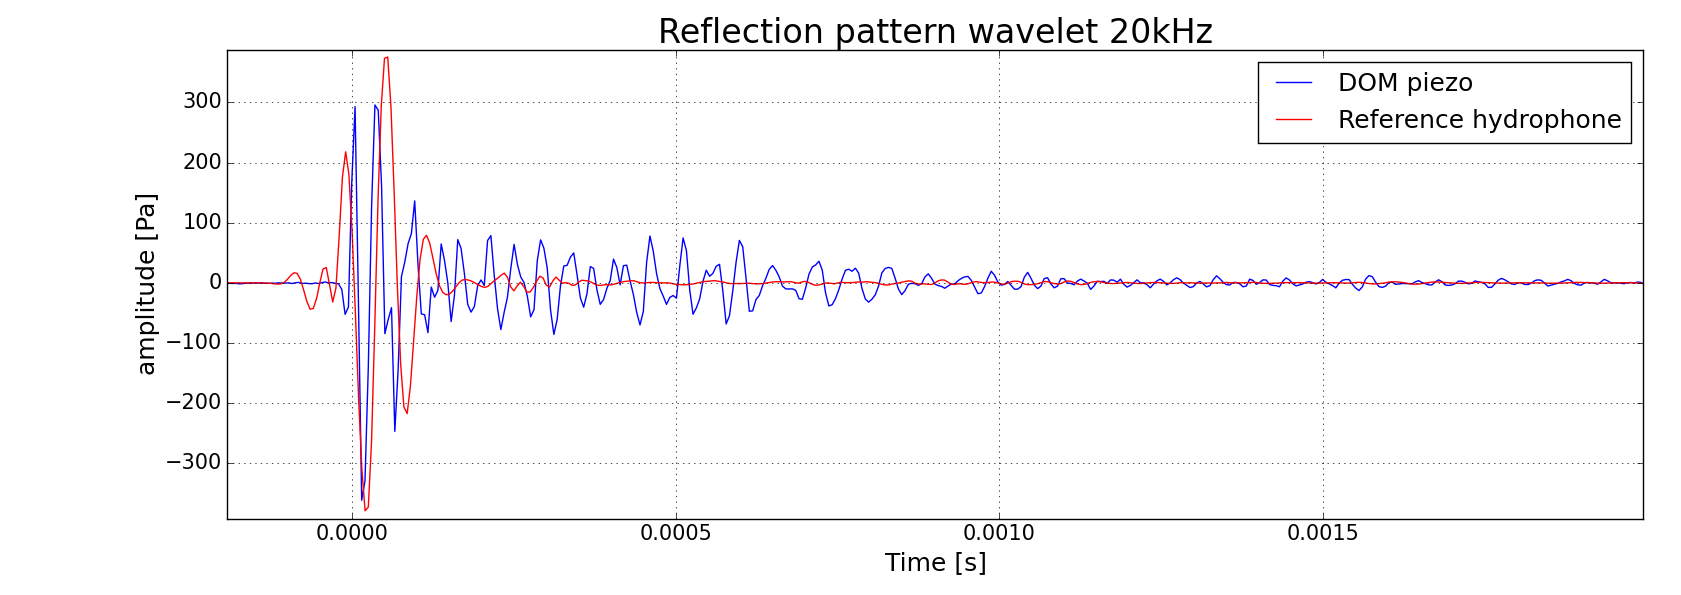 Reflection pattern wavelet 20kHz
DOM piezo
Reference hydrophone
amplitude [Pa]
300
200
100
0
−100
−200
−300
0.0000 0.0005 0.0010 0.0015
Time [s]